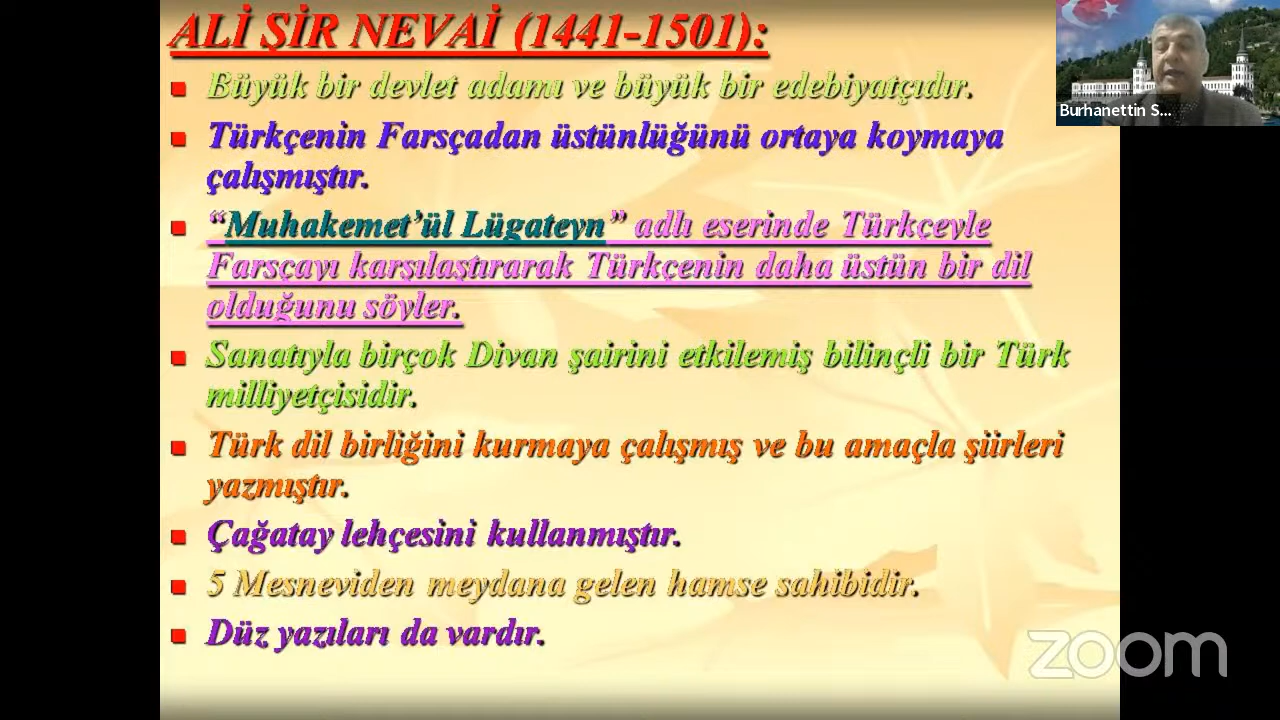 ALİ ŞİR NEVAİ (1441-1501):
Büyük bir devlet adamı ve büyük bir edebiyatçıdır.
Türkçenin Farsçadan üstünlüğünü ortaya koymaya
çalışmıştır.
“Muhakemet’ül Lügateyn” adlı eserinde Türkçeyle
Farsçayı karşılaştırarak Türkçenin daha üstün bir dil
olduğunu söyler.
Sanatıyla birçok Divan şairini etkilemiş bilinçli bir Türk
milliyetçisidir.
Türk dil birliğini kurmaya çalışmış ve bu amaçla şiirleri
yazmıştır.
Çağatay lehçesini kullanmıştır.
5 Mesneviden meydana gelen hamse sahibidir.
Düz yazıları da vardır.
Burhanettin S...
zoom